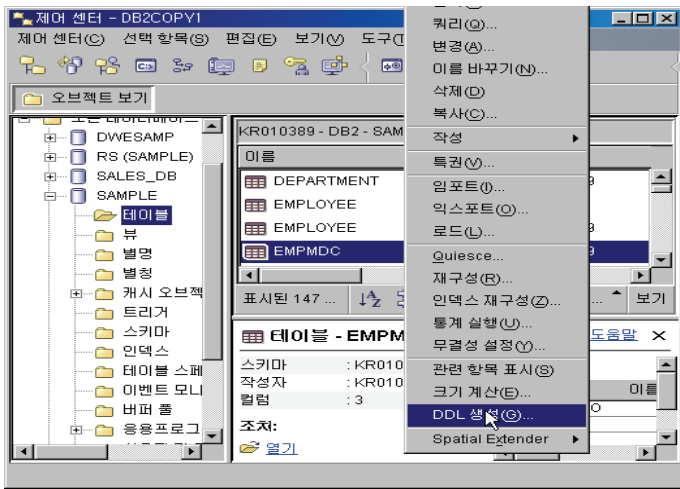 제어 센터 - DB2COPY1
제어 센터(C) 선택 항목(S) 편집(E) 보기(V) 도구(T
오브젝트 보기
DWESAMP
RS (SAMPLE)
SALES_DB
SAMPLE
테이블
뷰
별명
별칭
캐시 오브젝
트리거
스키마
인덱스
테이블 스페
이벤트 모니
버퍼 풀
응용프로그
KR010389 - DB2 - SAM
이름
DEPARTMENT
EMPLOYEE
EMPLOYEE
EMPMDC
표시된 147 ...
보기
테이블 - EMPM
도움말
스키마 : KR010
작성자 : KR010
컬럼 : 3
이름
조처:
열기
쿼리(Q)...
변경(A)...
이름 바꾸기(N)...
삭제(D)
복사(C)...
작성
특권(V)...
임포트(I)...
익스포트(O)...
로드(L)...
Quiesce...
재구성(R)...
인덱스 재구성(Z)...
통계 실행(U)...
무결성 설정(Y)...
관련 항목 표시(S)
크기 계산(E)...
DDL 생성(G)...
Spatial Extender